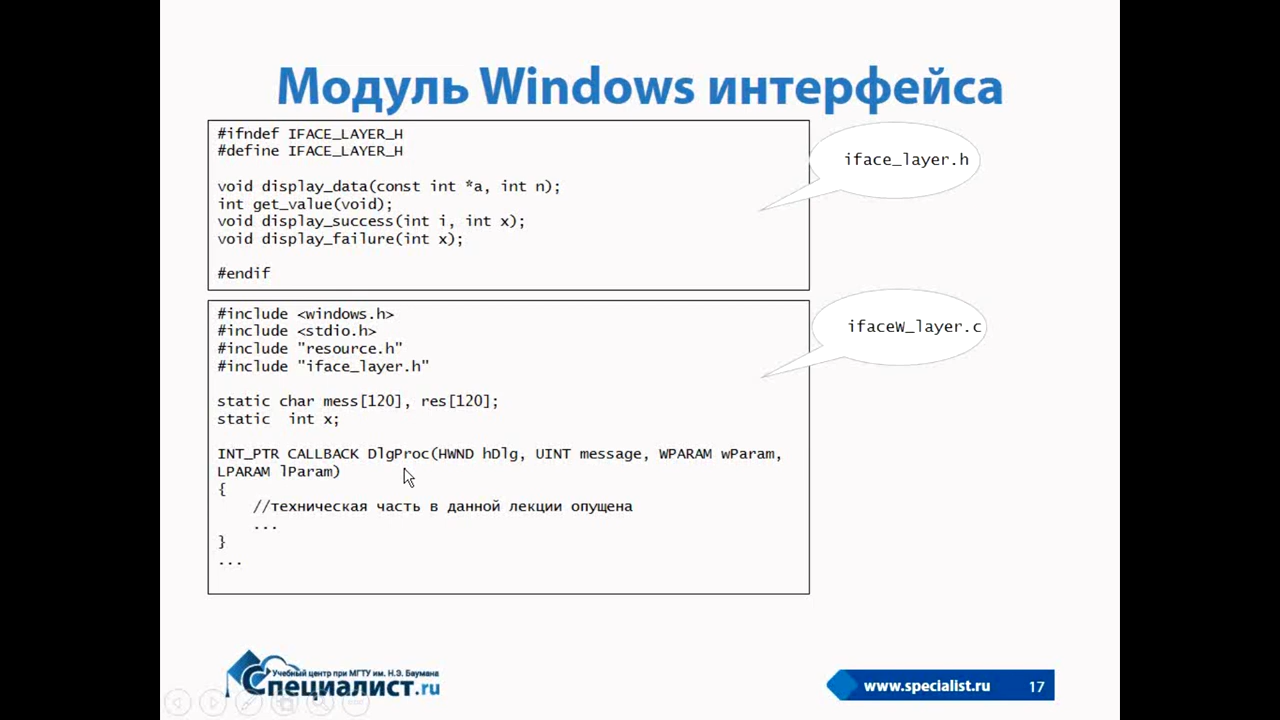 Модуль Windows интерфейса
#ifndef IFACE_LAYER_H
#define IFACE_LAYER_H
void display_data(const int *a, int n);
int get_value(void);
void display_success(int i, int x);
void display_failure(int x);
#endif
iface_layer.h
#include <windows.h>
#include <stdio.h>
#include "resource.h"
#include "iface_layer.h"
static char mess[120], res[120];
static  int x;
INT_PTR CALLBACK DlgProc(HWND hDlg, UINT message, WPARAM wParam,
LPARAM lParam)
{
    //техническая часть в данной лекции опущена
    ...
}
...
ifaceW_layer.c
Учебный центр при МГТУ им. Н.Э. Баумана
Специалист.ru
www.specialist.ru
17